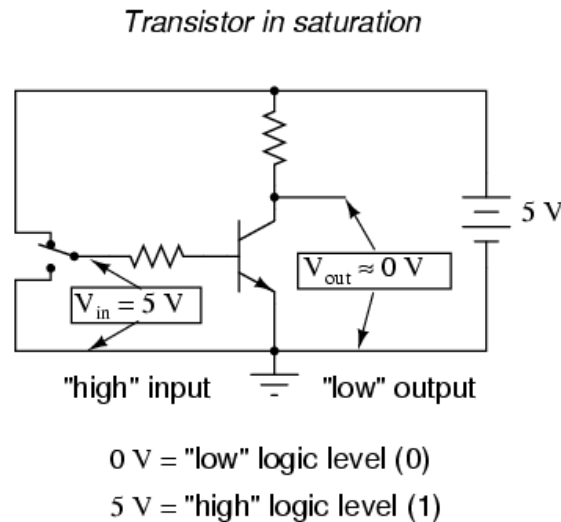 Transistor in saturation
5 V
V_out ≈ 0 V
V_in = 5 V
"high" input
"low" output
0 V = "low" logic level (0)
5 V = "high" logic level (1)